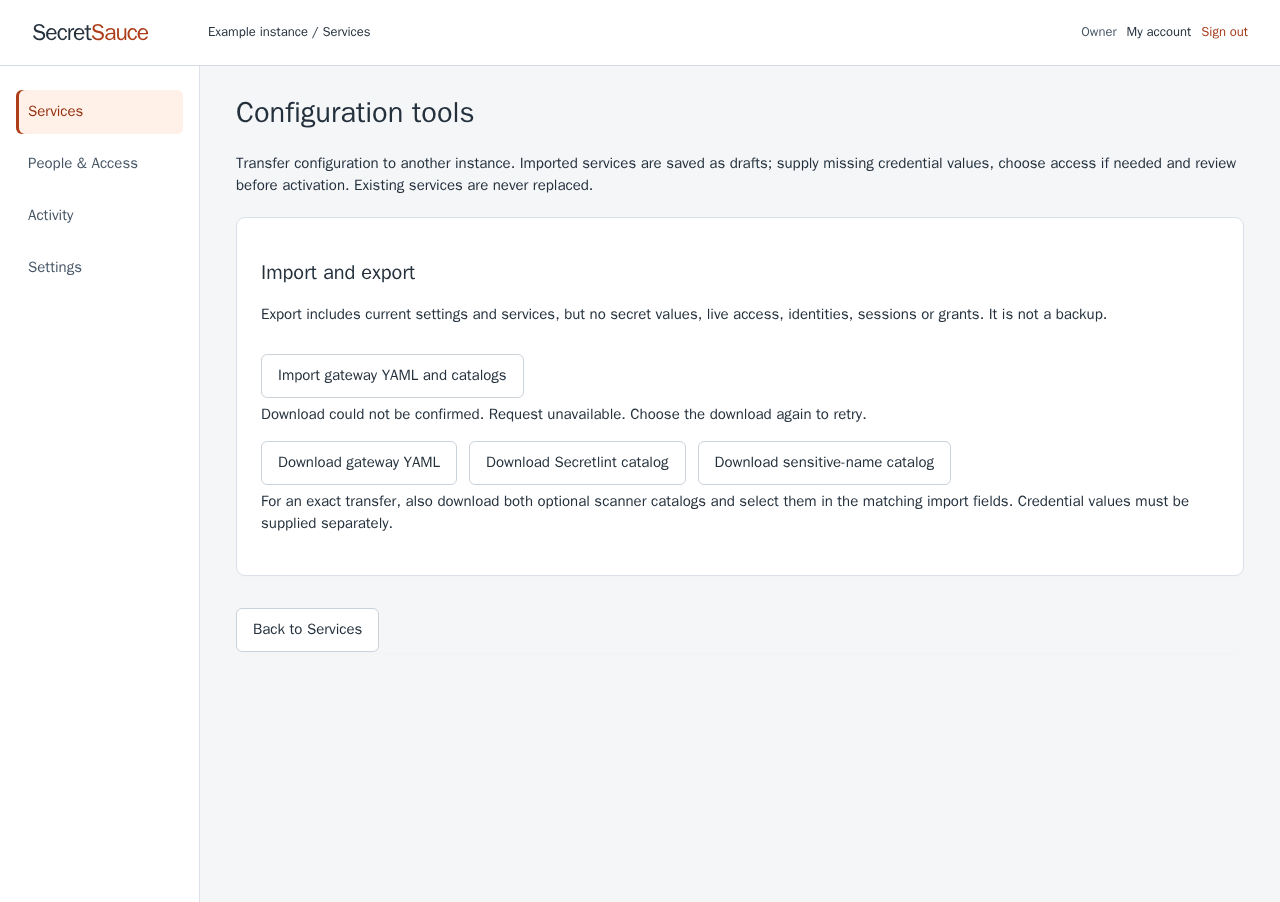 SecretSauce
Example instance / Services
Owner My account Sign out
Services
People & Access
Activity
Settings
Configuration tools
Transfer configuration to another instance. Imported services are saved as drafts; supply missing credential values, choose access if needed and review
before activation. Existing services are never replaced.
Import and export
Export includes current settings and services, but no secret values, live access, identities, sessions or grants. It is not a backup.
Import gateway YAML and catalogs
Download could not be confirmed. Request unavailable. Choose the download again to retry.
Download gateway YAML
Download Secretlint catalog
Download sensitive-name catalog
For an exact transfer, also download both optional scanner catalogs and select them in the matching import fields. Credential values must be
supplied separately.
Back to Services